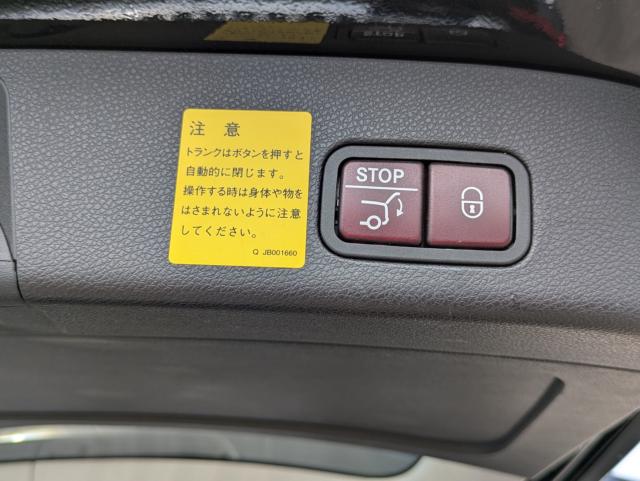 注 意
トランクはボタンを押すと
自動的に閉じます。
操作する時は身体や物を
はさまれないように注意
してください。
Q JB001660
STOP